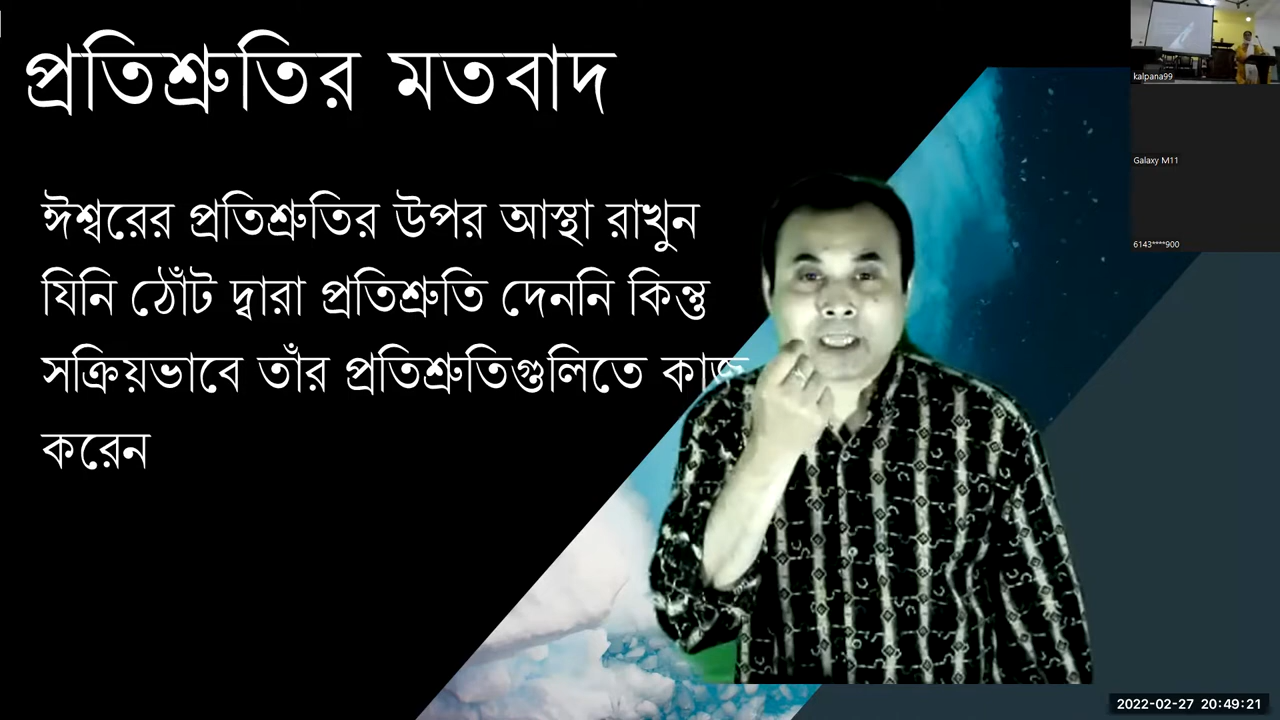 প্রতিশ্রুতির মতবাদ
ঈশ্বরের প্রতিশ্রুতির উপর আস্থা রাখুন
যিনি ঠোঁট দ্বারা প্রতিশ্রুতি দেননি কিন্তু
সক্রিয়ভাবে তাঁর প্রতিশ্রুতিগুলিতে কাজ
করেন
kalpana99
Galaxy M11
6143****900
2022-02-27 20:49:21